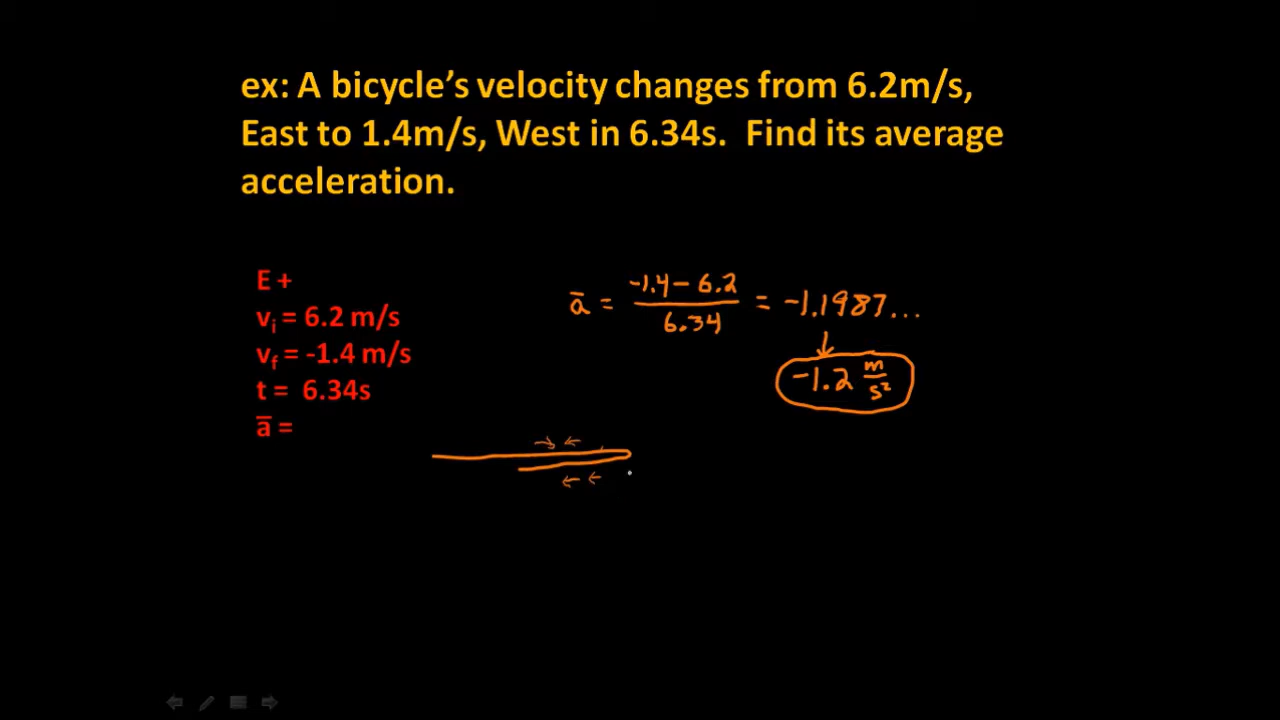 ex: A bicycle’s velocity changes from 6.2m/s,
East to 1.4m/s, West in 6.34s.  Find its average
acceleration.
E +
vᵢ = 6.2 m/s
v_f = -1.4 m/s
t =  6.34s
a̅ =
a̅ = (-1.4 - 6.2)/6.34 = -1.1987...
-1.2 m/s²